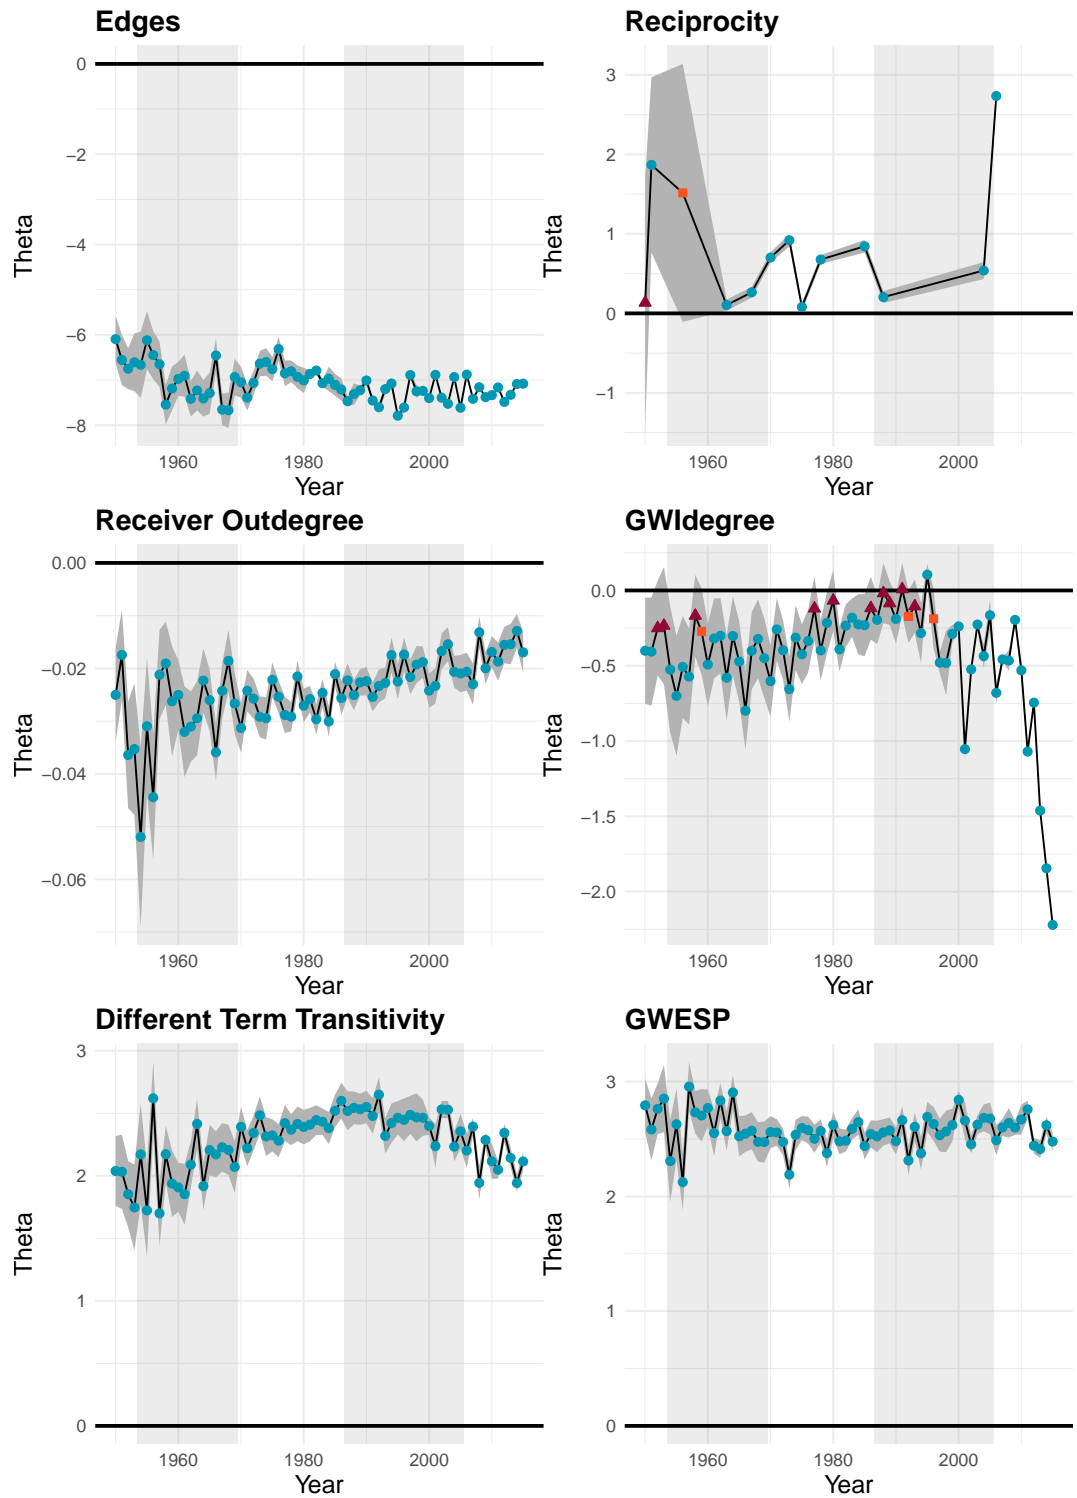 Edges
0
−2
−4
−6
−8
Theta
1960 1980 2000
Year
Reciprocity
3
2
1
0
−1
Theta
1960 1980 2000
Year
Receiver Outdegree
0.00
−0.02
−0.04
−0.06
Theta
1960 1980 2000
Year
GWIdegree
0.0
−0.5
−1.0
−1.5
−2.0
Theta
1960 1980 2000
Year
Different Term Transitivity
3
2
1
0
Theta
1960 1980 2000
Year
GWESP
3
2
1
0
Theta
1960 1980 2000
Year